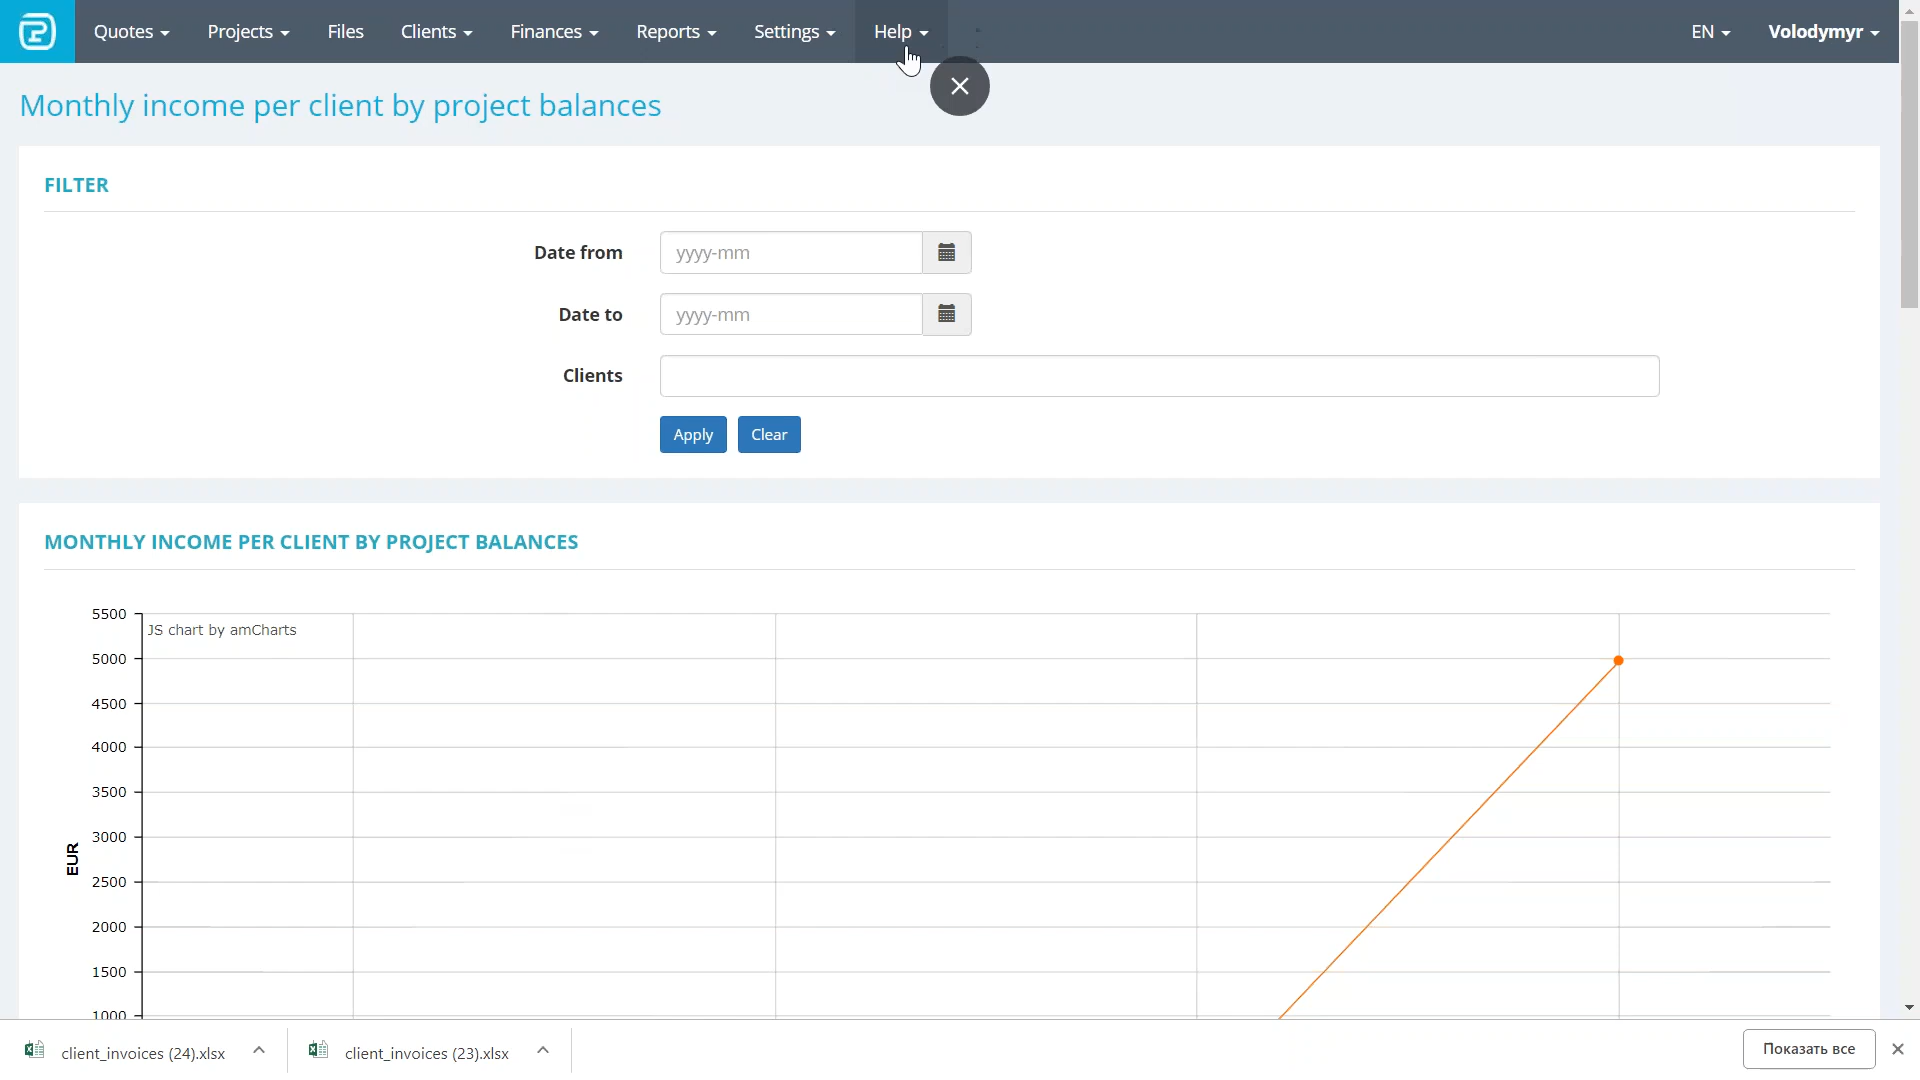 Quotes Projects Files Clients Finances Reports Settings Help EN Volodymyr
Monthly income per client by project balances
FILTER
Date from yyyy-mm
Date to yyyy-mm
Clients
Apply Clear
MONTHLY INCOME PER CLIENT BY PROJECT BALANCES
5500
JS chart by amCharts
5000
4500
4000
3500
3000
EUR
2500
2000
1500
1000
client_invoices (24).xlsx client_invoices (23).xlsx Показать все